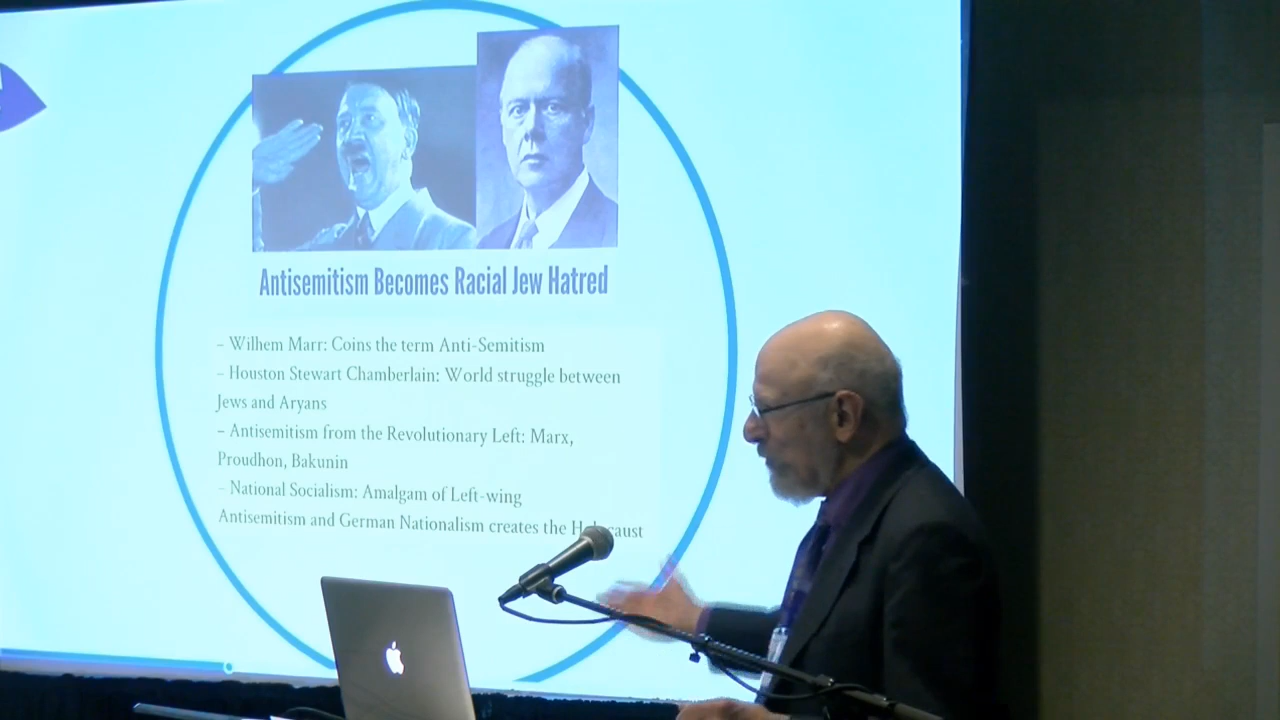 Antisemitism Becomes Racial Jew Hatred
– Wilhem Marr: Coins the term Anti-Semitism
– Houston Stewart Chamberlain: World struggle between
Jews and Aryans
– Antisemitism from the Revolutionary Left: Marx,
Proudhon, Bakunin
– National Socialism: Amalgam of Left-wing
Antisemitism and German Nationalism creates the Holocaust